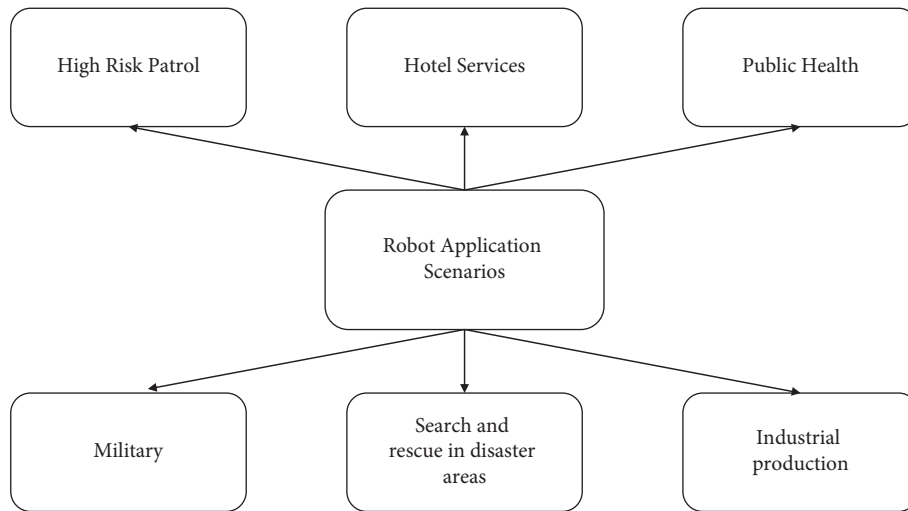 High Risk Patrol
Hotel Services
Public Health
Robot Application
Scenarios
Military
Search and
rescue in disaster
areas
Industrial
production